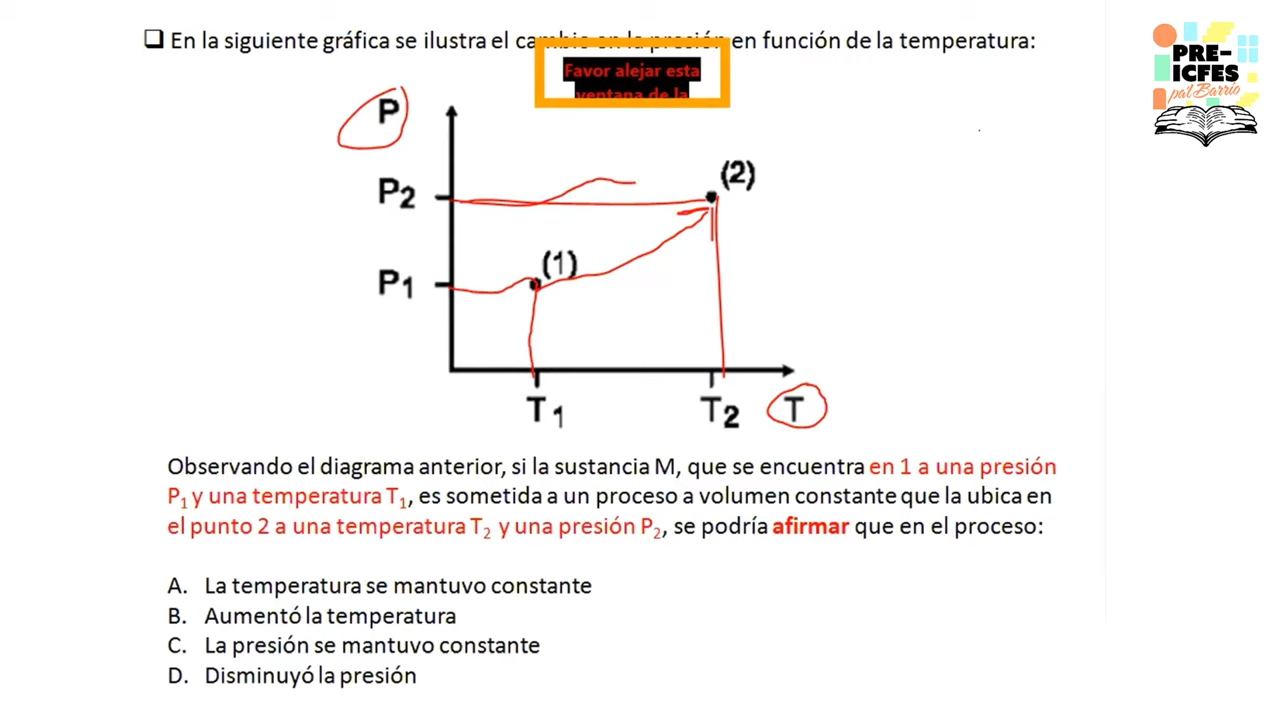 ❑ En la siguiente gráfica se ilustra el cambio en la presión en función de la temperatura:
Favor alejar esta
ventana de la
PRE-
ICFES
pa'l Barrio
P
P2
(2)
P1
(1)
T1
T2
T
Observando el diagrama anterior, si la sustancia M, que se encuentra en 1 a una presión
P1 y una temperatura T1, es sometida a un proceso a volumen constante que la ubica en
el punto 2 a una temperatura T2 y una presión P2, se podría afirmar que en el proceso:
A. La temperatura se mantuvo constante
B. Aumentó la temperatura
C. La presión se mantuvo constante
D. Disminuyó la presión